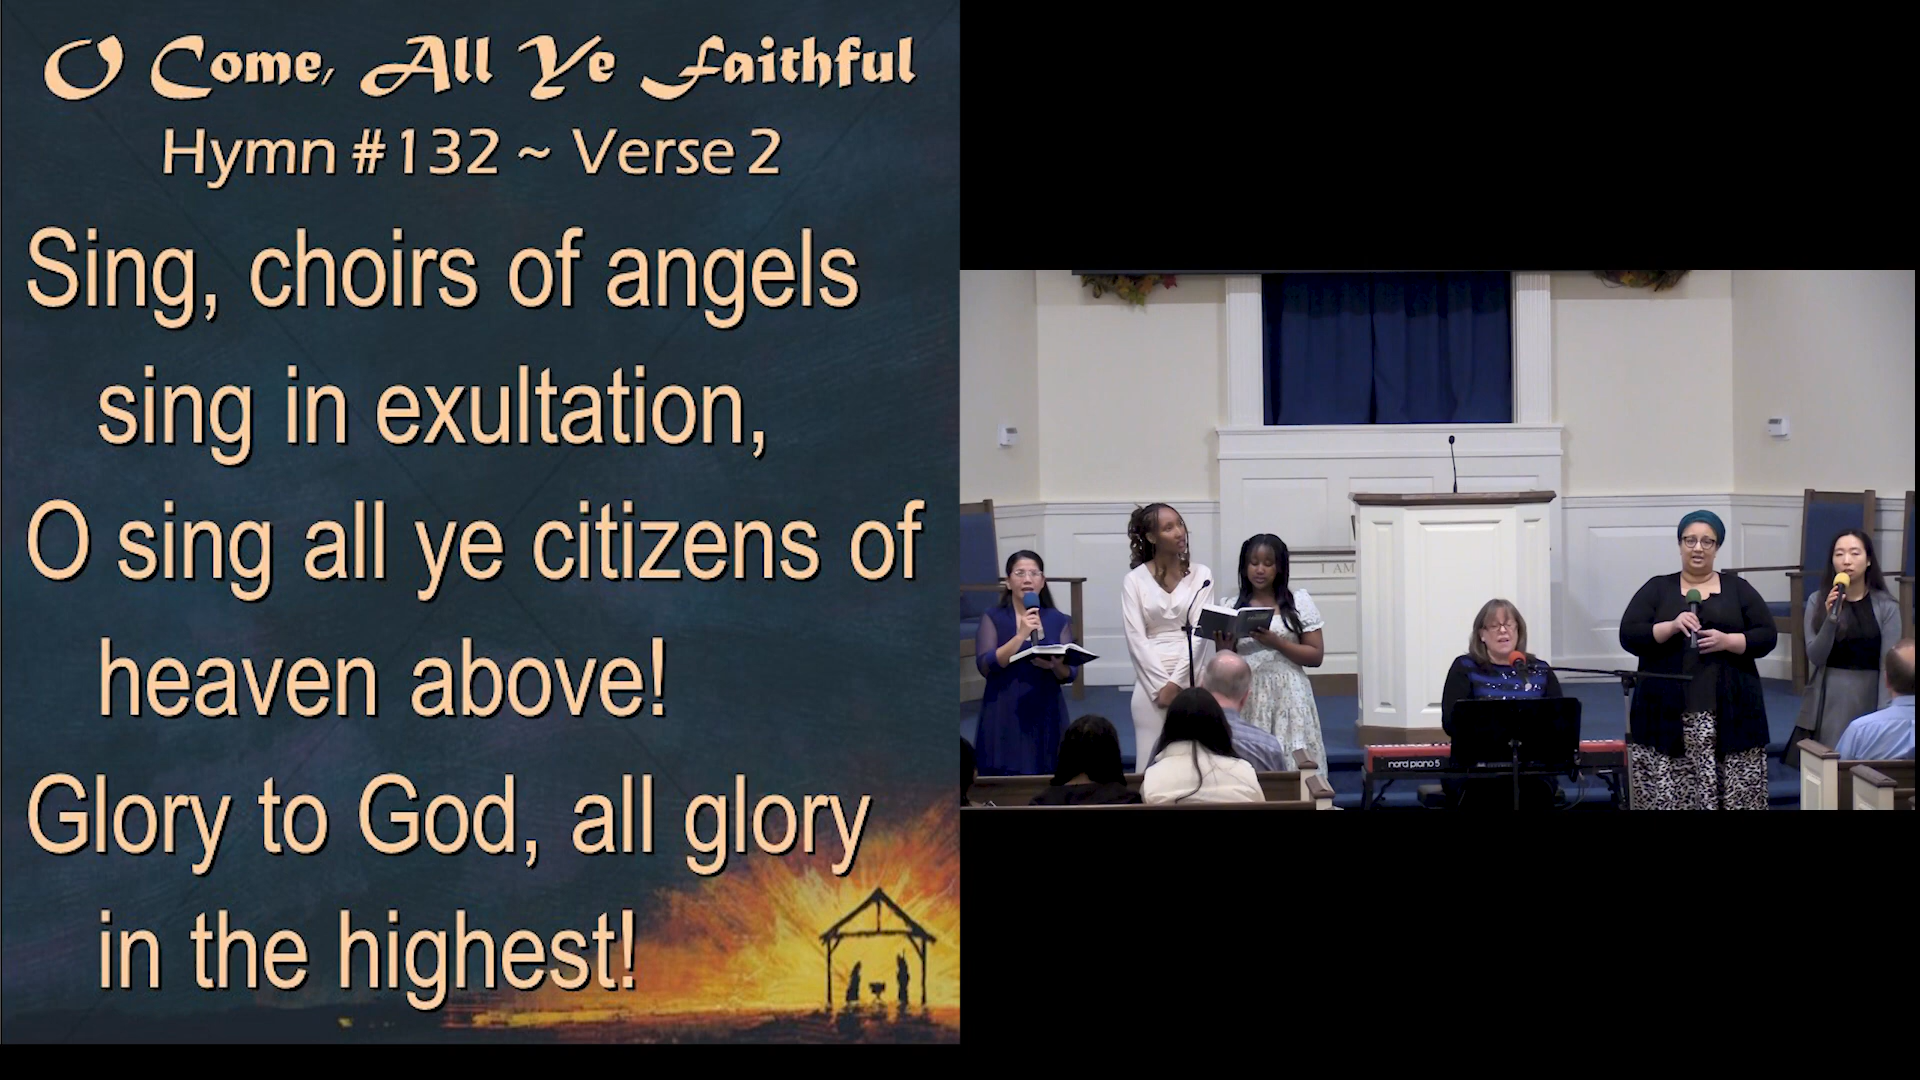 O Come, All Ye Faithful
Hymn #132 ~ Verse 2
Sing, choirs of angels
sing in exultation,
O sing all ye citizens of
heaven above!
Glory to God, all glory
in the highest!
I AM
nord piano 5